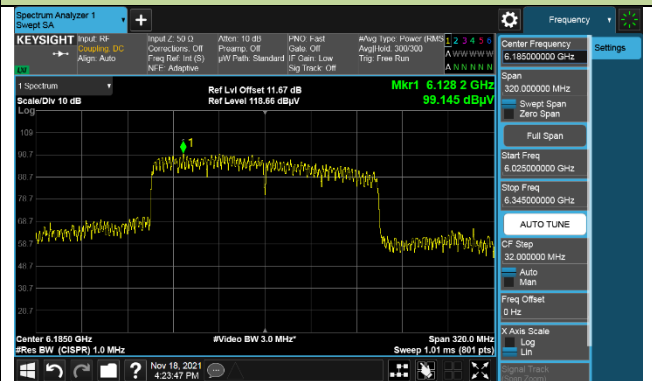 Spectrum Analyzer 1
Swept SA
+
Frequency
KEYSIGHT
Input: RF
Coupling: DC
Align: Auto
Input Z: 50 Ω
Corrections: Off
Freq Ref: Int (S)
NFE: Adaptive
Atten: 10 dB
Preamp: Off
µW Path: Standard
PNO: Fast
Gate: Off
IF Gain: Low
Sig Track: Off
#Avg Type: Power (RMS
Avg|Hold: 300/300
Trig: Free Run
1 2 3 4 5 6
A W W W W W
A N N N N N
1 Spectrum
Scale/Div 10 dB
Log
Ref Lvl Offset 11.67 dB
Ref Level 118.66 dBµV
Mkr1 6.128 2 GHz
99.145 dBµV
109
98.7
88.7
78.7
68.7
58.7
48.7
38.7
28.7
1
Center 6.1850 GHz
#Res BW (CISPR) 1.0 MHz
#Video BW 3.0 MHz*
Span 320.0 MHz
Sweep 1.01 ms (801 pts)
Nov 18, 2021
4:23:47 PM
Center Frequency
6.185000000 GHz
Settings
Span
320.000000 MHz
Swept Span
Zero Span
Full Span
Start Freq
6.025000000 GHz
Stop Freq
6.345000000 GHz
AUTO TUNE
CF Step
32.000000 MHz
Auto
Man
Freq Offset
0 Hz
X Axis Scale
Log
Lin
Signal Track
(Span Zoom)